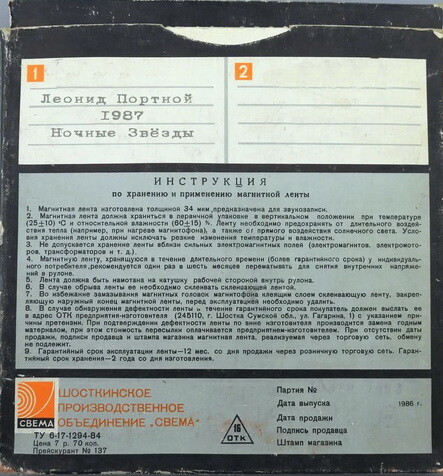 1
2
Леонид Портной
1987
Ночные Звёзды
ИНСТРУКЦИЯ
по хранению и применению магнитной ленты
1. Магнитная лента изготовлена толщиной 34 мкм, предназначена для звукозаписи.
2. Магнитная лента должна храниться в первичной упаковке в вертикальном положении при температуре
(25±10) °С и относительной влажности (60±15) %. Ленту необходимо предохранять от длительного воздей-
ствия тепла (например, при нагреве магнитофона), а также от прямого воздействия солнечного света. Усло-
вия хранения ленты должны исключать резкие изменения температуры и влажности.
3. Не допускается хранение ленты вблизи сильных электромагнитных полей (электромагнитов, электромото-
ров, трансформаторов и т. д.).
4. Магнитную ленту, хранящуюся в течение длительного времени (более гарантийного срока) у индивидуаль-
ного потребителя, рекомендуется один раз в шесть месяцев перематывать для снятия внутренних напряже-
ний в рулоне.
5. Лента должна быть намотана на катушку рабочей стороной внутрь рулона.
6. В случае обрыва ленты ее необходимо склеивать склеивающей лентой.
7. Во избежание замазывания магнитных головок магнитофона клеящим слоем склеивающую ленту, закреп-
ляющую наружный конец магнитной ленты, перед эксплуатацией необходимо удалить.
8. В случае обнаружения дефектности ленты в течение гарантийного срока покупатель должен выслать ее
в адрес ОТК предприятия-изготовителя (245110, г. Шостка Сумской обл., ул. Гагарина, 1) с указанием при-
чины претензии. При подтверждении дефектности ленты по вине изготовителя производится замена годным
материалом, при этом стоимость пересылки оплачивается предприятием-изготовителем. При отсутствии даты
продажи, подписи продавца и штампа магазина магнитная лента, реализуемая через торговую сеть, обмену
не подлежит.
9. Гарантийный срок эксплуатации ленты—12 мес. со дня продажи через розничную торговую сеть. Гаран-
тийный срок хранения—2 года со дня изготовления.
СВЕМА
ШОСТКИНСКОЕ
ПРОИЗВОДСТВЕННОЕ
ОБЪЕДИНЕНИЕ „СВЕМА"
ТУ 6-17-1294-84
Цена 7 р. 70 коп.
Прейскурант № 137
16
ОТК
Партия №
Дата выпуска 1986 г.
Дата продажи
Подпись продавца
Штамп магазина